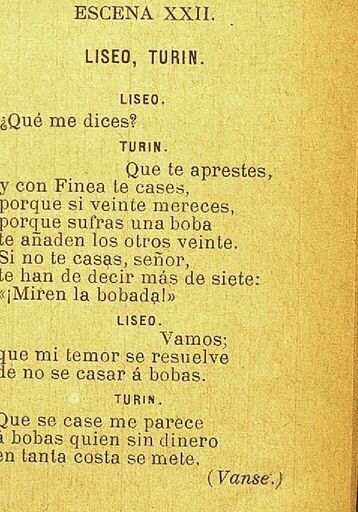 ESCENA XXII.
LISEO, TURIN.
LISEO.
¿Qué me dices?
TURIN.
Que te aprestes,
y con Finea te cases,
porque si veinte mereces,
porque sufras una boba
te añaden los otros veinte.
Si no te casas, señor,
te han de decir más de siete:
«¡Miren la bobada!»
LISEO.
Vamos;
que mi temor se resuelve
de no se casar á bobas.
TURIN.
Que se case me parece
á bobas quien sin dinero
en tanta costa se mete.
(Vanse.)